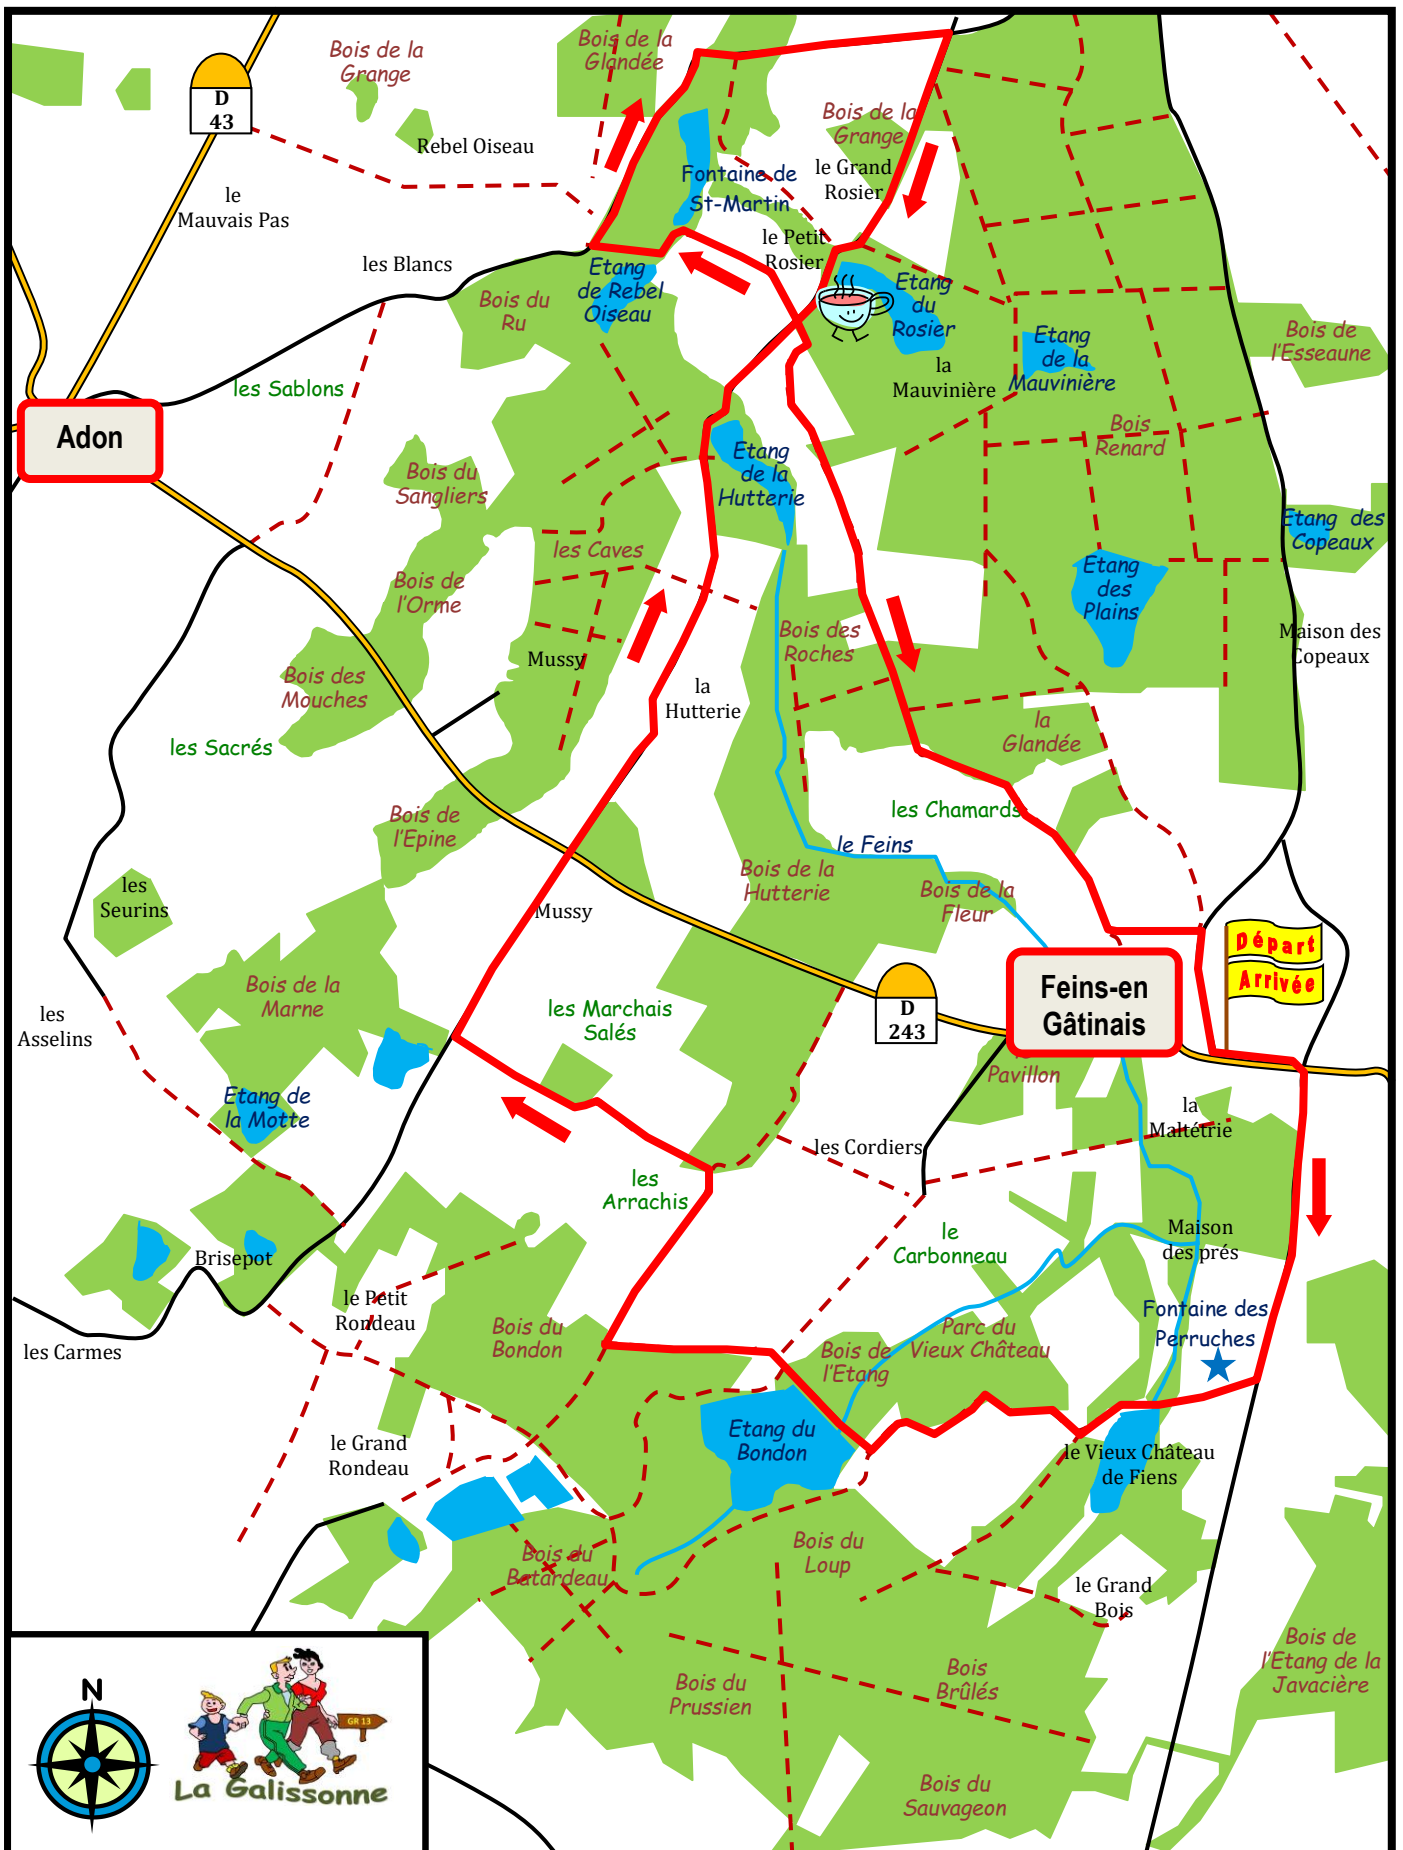 Bois de la
Grange
Bois de la
Glandée
D
43
Rebel Oiseau
Bois de la
Grange
le Grand
Rosier
Fontaine de
St-Martin
le
Mauvais Pas
le Petit
Rosier
les Blancs
Etang
de Rebel
Oiseau
Etang
du
Rosier
Bois du
Ru
Etang
de la
Mauvinière
Bois de
l'Esseaune
la
Mauvinière
les Sablons
Adon
Bois
Renard
Etang
de la
Hutterie
Bois du
Sangliers
Etang des
Copeaux
les Caves
Bois de
l'Orme
Etang
des
Plains
Bois des
Roches
Maison des
Copeaux
Mussy
Bois des
Mouches
la
Hutterie
la
Glandée
les Sacrés
Bois de
l'Epine
les Chamards
le Feins
Bois de la
Hutterie
Bois de la
Fleur
les
Seurins
Mussy
Départ
Arrivée
Bois de la
Marne
les Marchais
Salés
D
243
Feins-en
Gâtinais
les
Asselins
Pavillon
Etang de
la Motte
la
Maltétrie
les Cordiers
les
Arrachis
le
Carbonneau
Maison
des prés
Brisepot
le Petit
Rondeau
Fontaine des
Perruches
les Carmes
Bois du
Bondon
Bois de
l'Etang
Parc du
Vieux Château
Etang du
Bondon
le Grand
Rondeau
le Vieux Château
de Fiens
Bois du
Batardeau
Bois du
Loup
le Grand
Bois
Bois de
l'Etang de la
Javacière
Bois du
Prussien
Bois
Brûlés
Bois du
Sauvageon
N
GR 13
La Galissonne